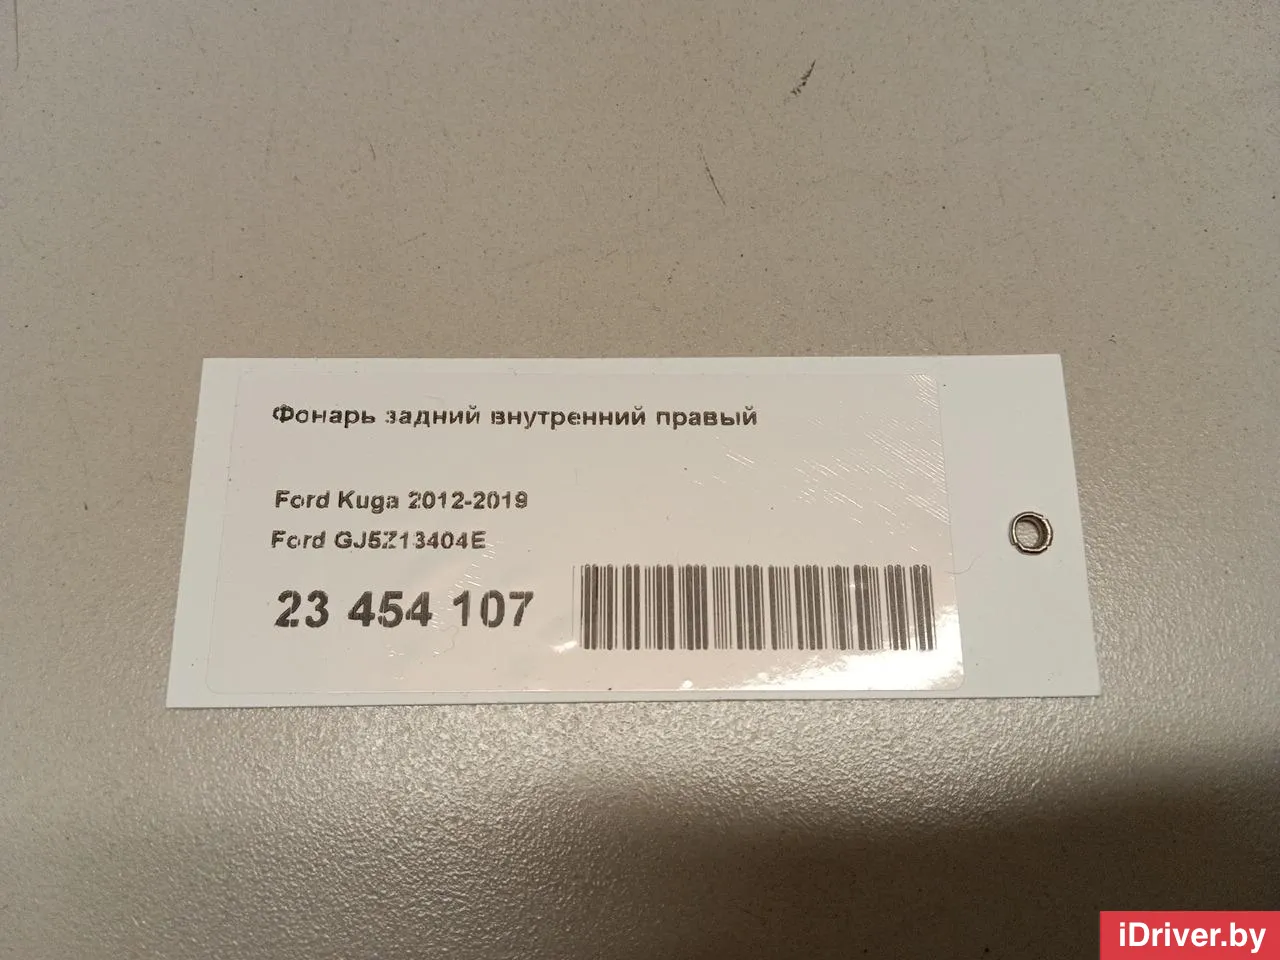 Фонарь задний внутренний правый
Ford Kuga 2012-2019
Ford GJ5Z13404E
23 454 107
iDriver.by